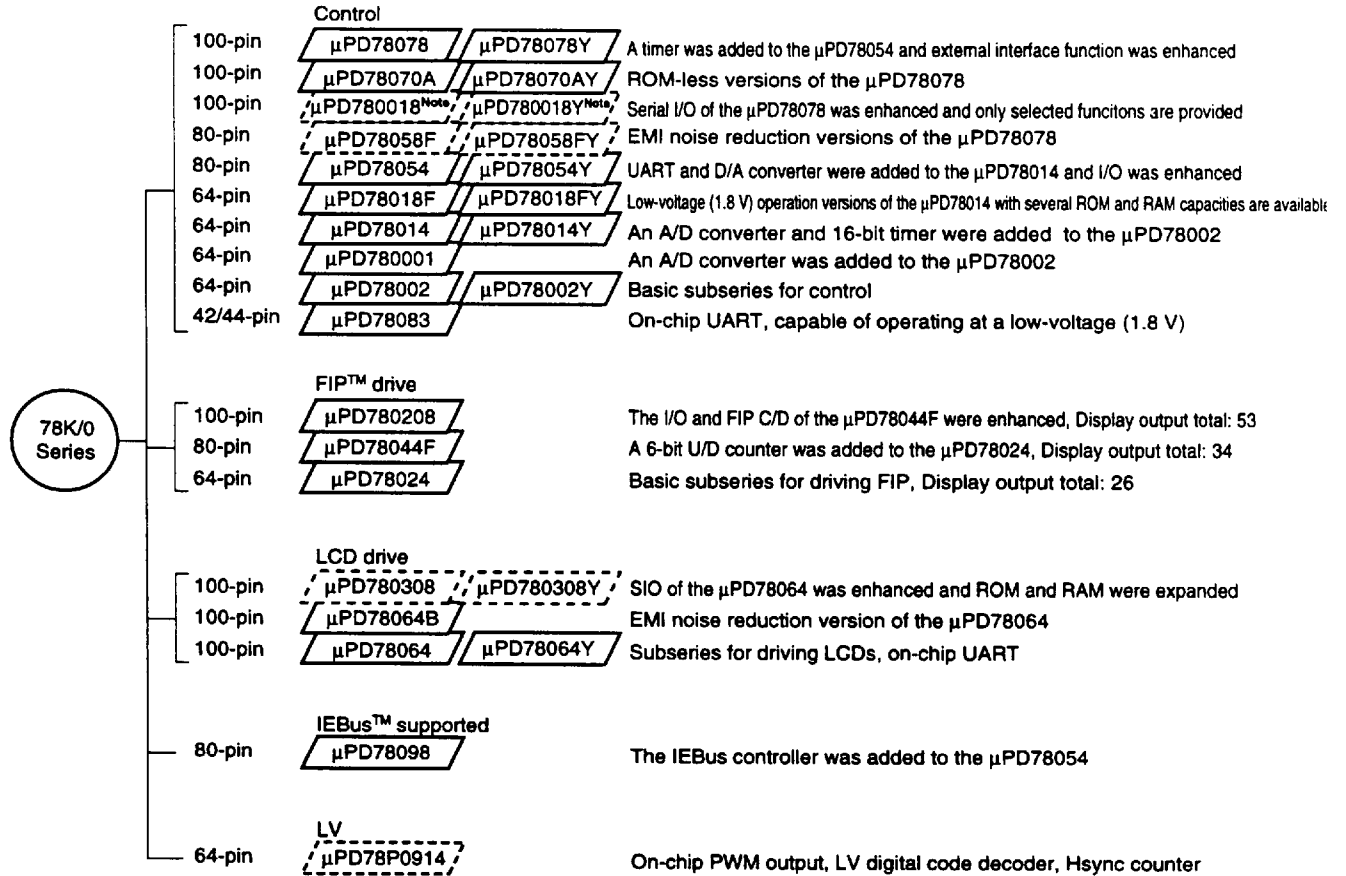 Control
100-pin µPD78078 µPD78078Y A timer was added to the µPD78054 and external interface function was enhanced
100-pin µPD78070A µPD78070AY ROM-less versions of the µPD78078
100-pin µPD780018Note µPD780018YNote Serial I/O of the µPD78078 was enhanced and only selected funcitons are provided
80-pin µPD78058F µPD78058FY EMI noise reduction versions of the µPD78078
80-pin µPD78054 µPD78054Y UART and D/A converter were added to the µPD78014 and I/O was enhanced
64-pin µPD78018F µPD78018FY Low-voltage (1.8 V) operation versions of the µPD78014 with several ROM and RAM capacities are available
64-pin µPD78014 µPD78014Y An A/D converter and 16-bit timer were added to the µPD78002
64-pin µPD780001 An A/D converter was added to the µPD78002
64-pin µPD78002 µPD78002Y Basic subseries for control
42/44-pin µPD78083 On-chip UART, capable of operating at a low-voltage (1.8 V)
78K/0
Series
FIP™ drive
100-pin µPD780208 The I/O and FIP C/D of the µPD78044F were enhanced, Display output total: 53
80-pin µPD78044F A 6-bit U/D counter was added to the µPD78024, Display output total: 34
64-pin µPD78024 Basic subseries for driving FIP, Display output total: 26
LCD drive
100-pin µPD780308 µPD780308Y SIO of the µPD78064 was enhanced and ROM and RAM were expanded
100-pin µPD78064B EMI noise reduction version of the µPD78064
100-pin µPD78064 µPD78064Y Subseries for driving LCDs, on-chip UART
IEBus™ supported
80-pin µPD78098 The IEBus controller was added to the µPD78054
LV
64-pin µPD78P0914 On-chip PWM output, LV digital code decoder, Hsync counter